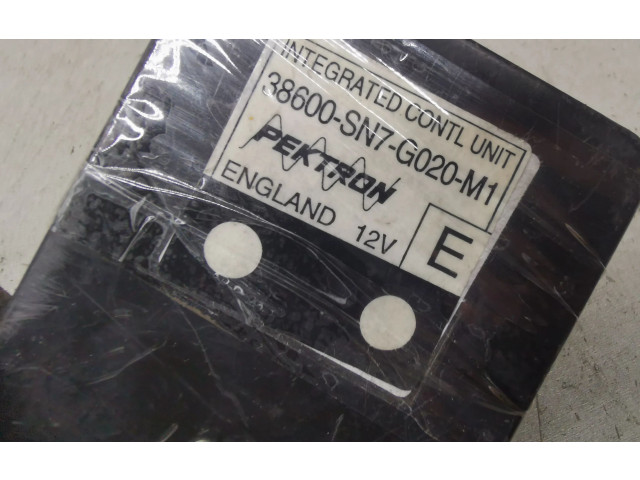 INTEGRATED CONTL UNIT
38600-SN7-G020-M1
PEKTRON
ENGLAND 12V
E